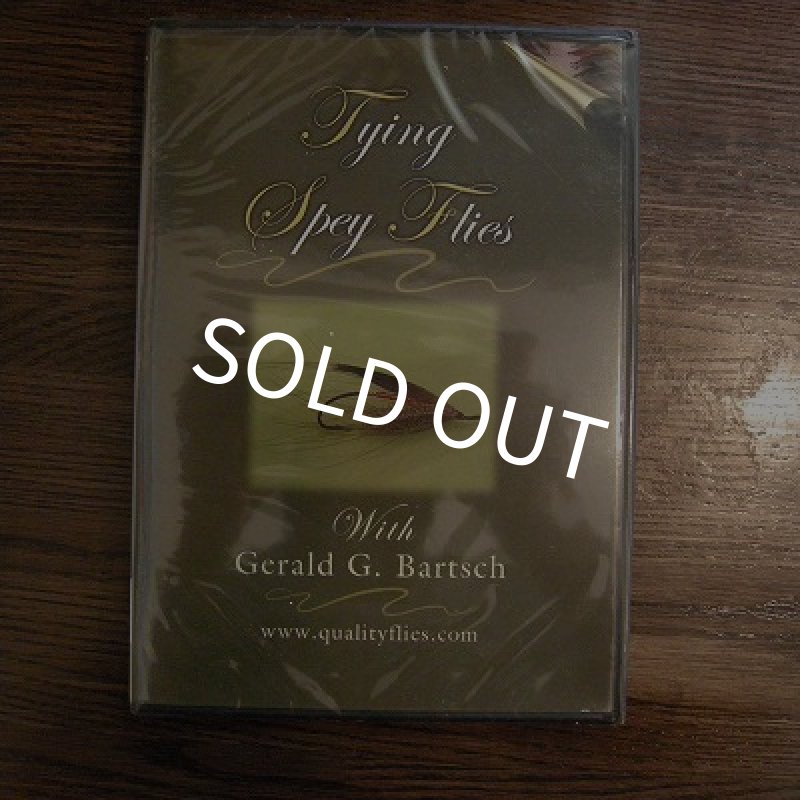 Tying
Spey Flies
SOLD OUT
With
Gerald G. Bartsch
www.qualityflies.com